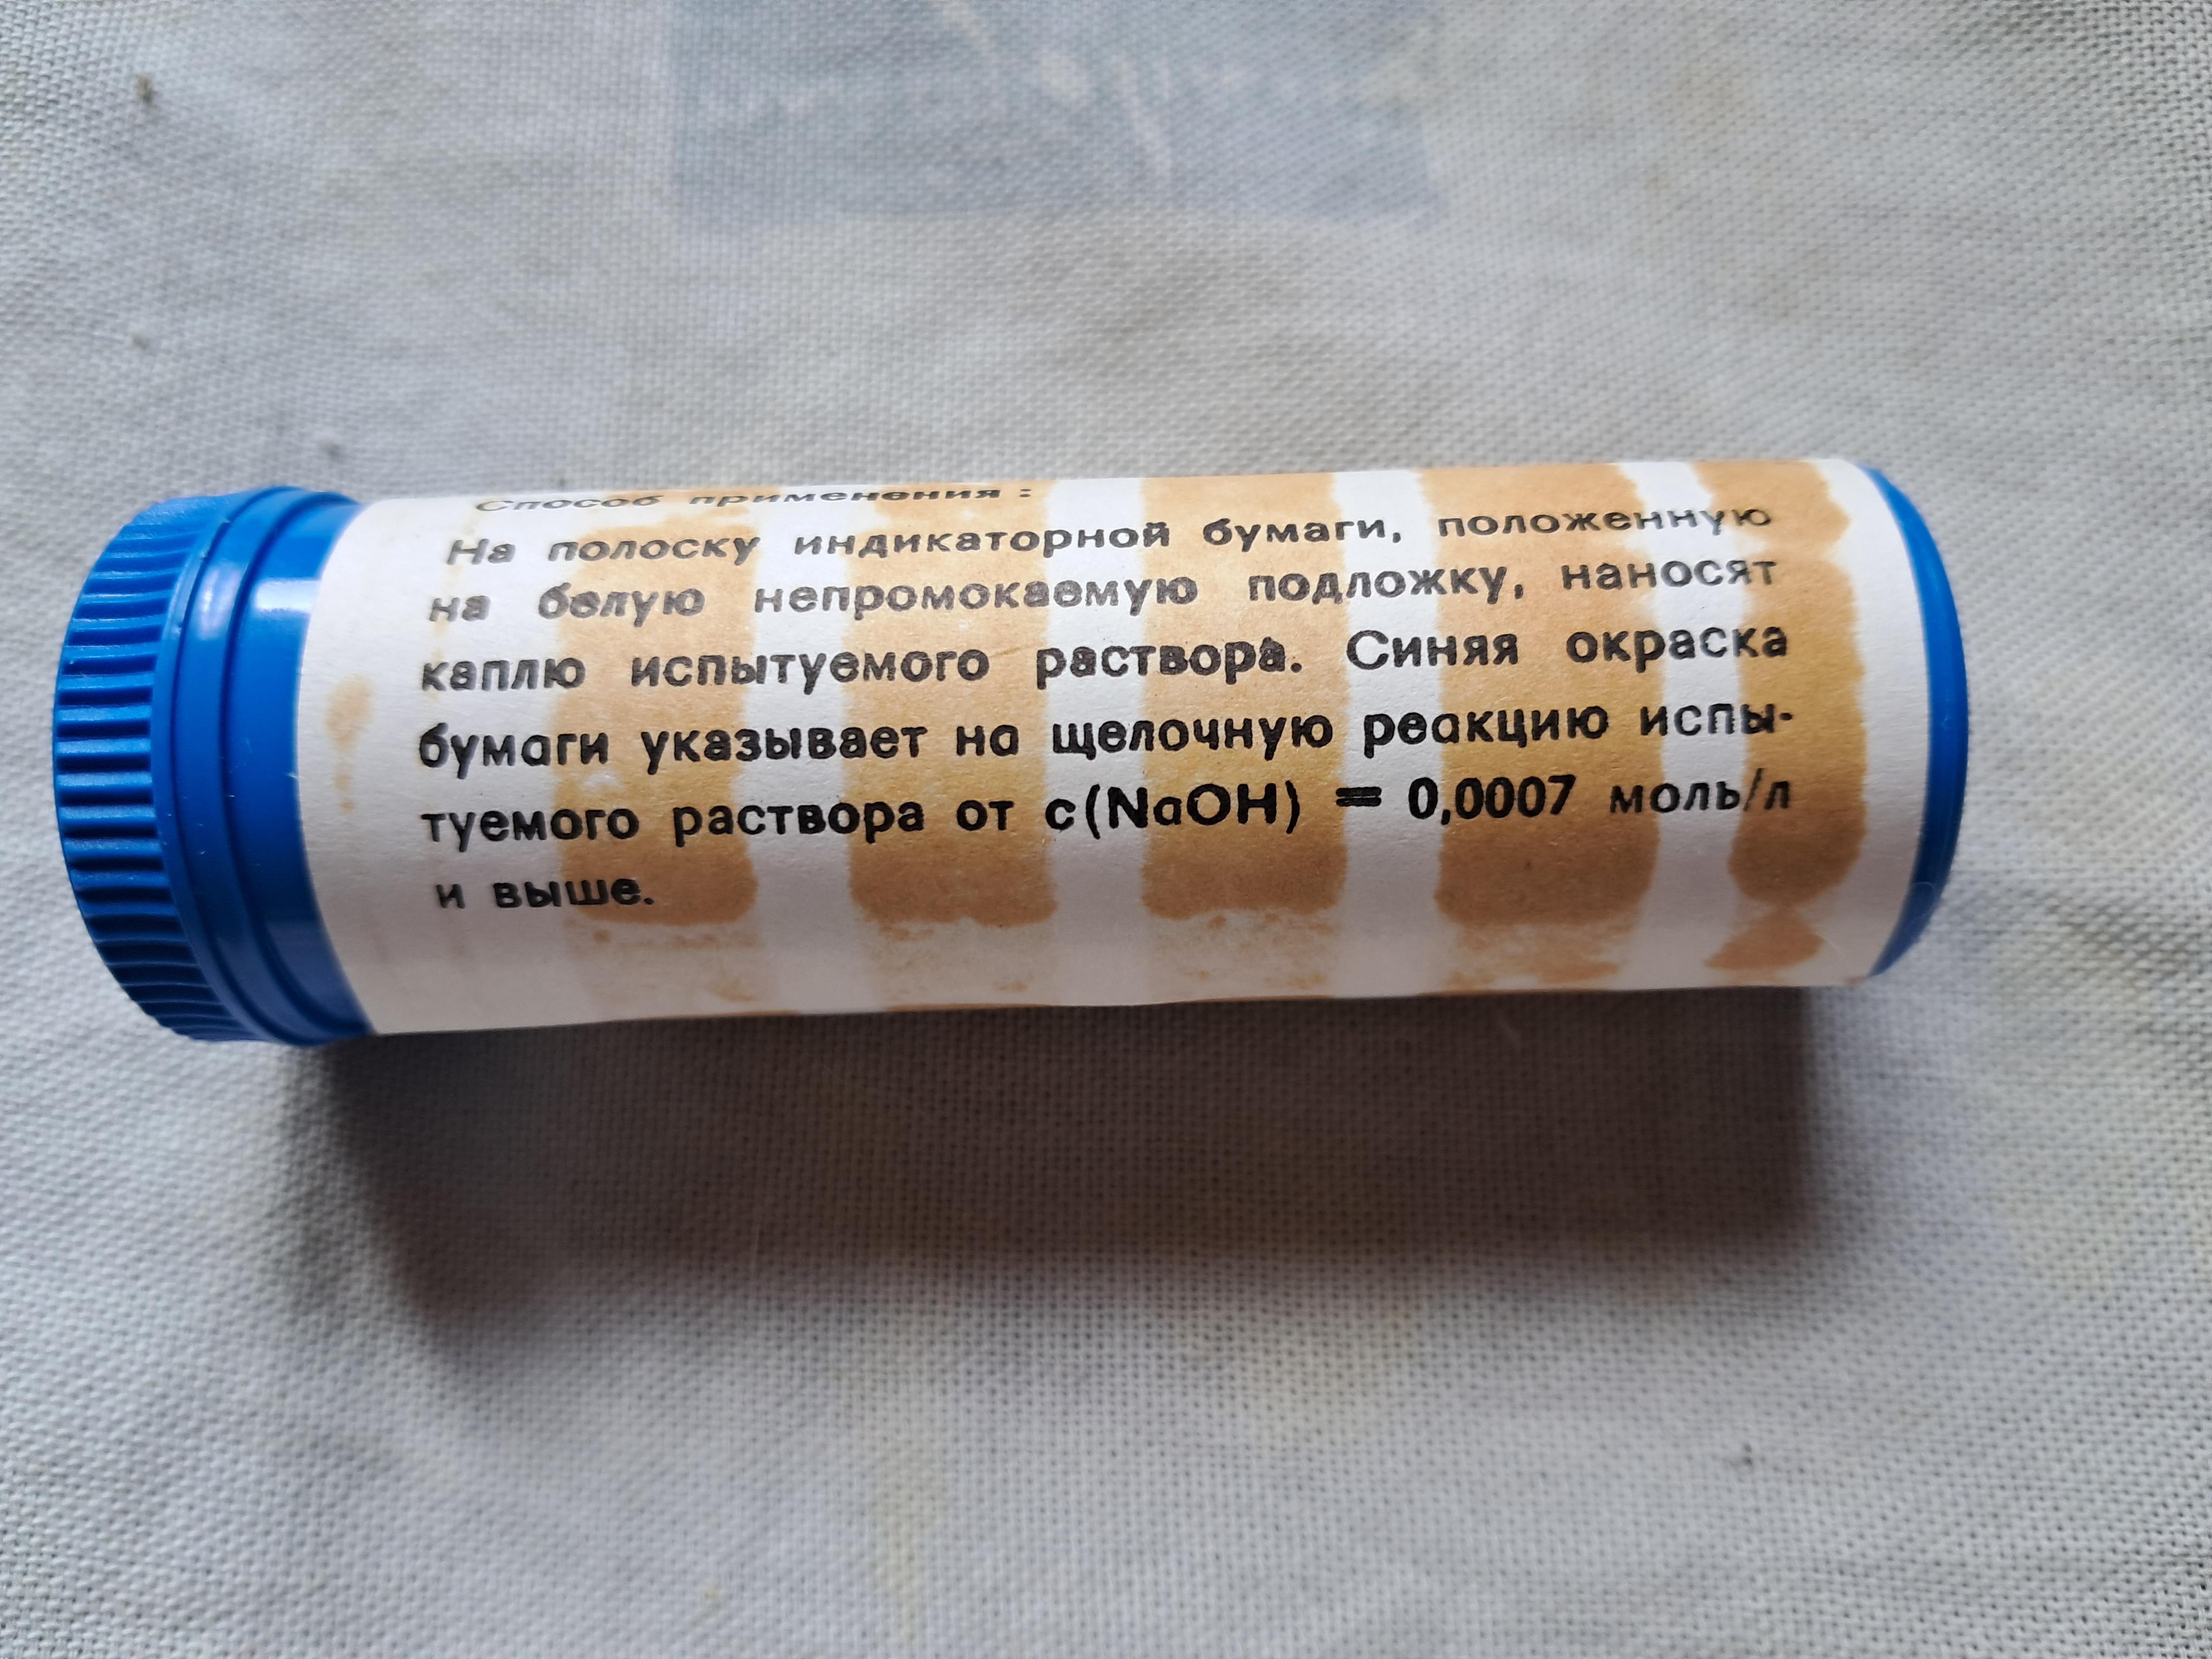 Способ применения:
На полоску индикаторной бумаги, положенную
на белую непромокаемую подложку, наносят
каплю испытуемого раствора. Синяя окраска
бумаги указывает на щелочную реакцию испы-
туемого раствора от c(NaOH) = 0,0007 моль/л
и выше.